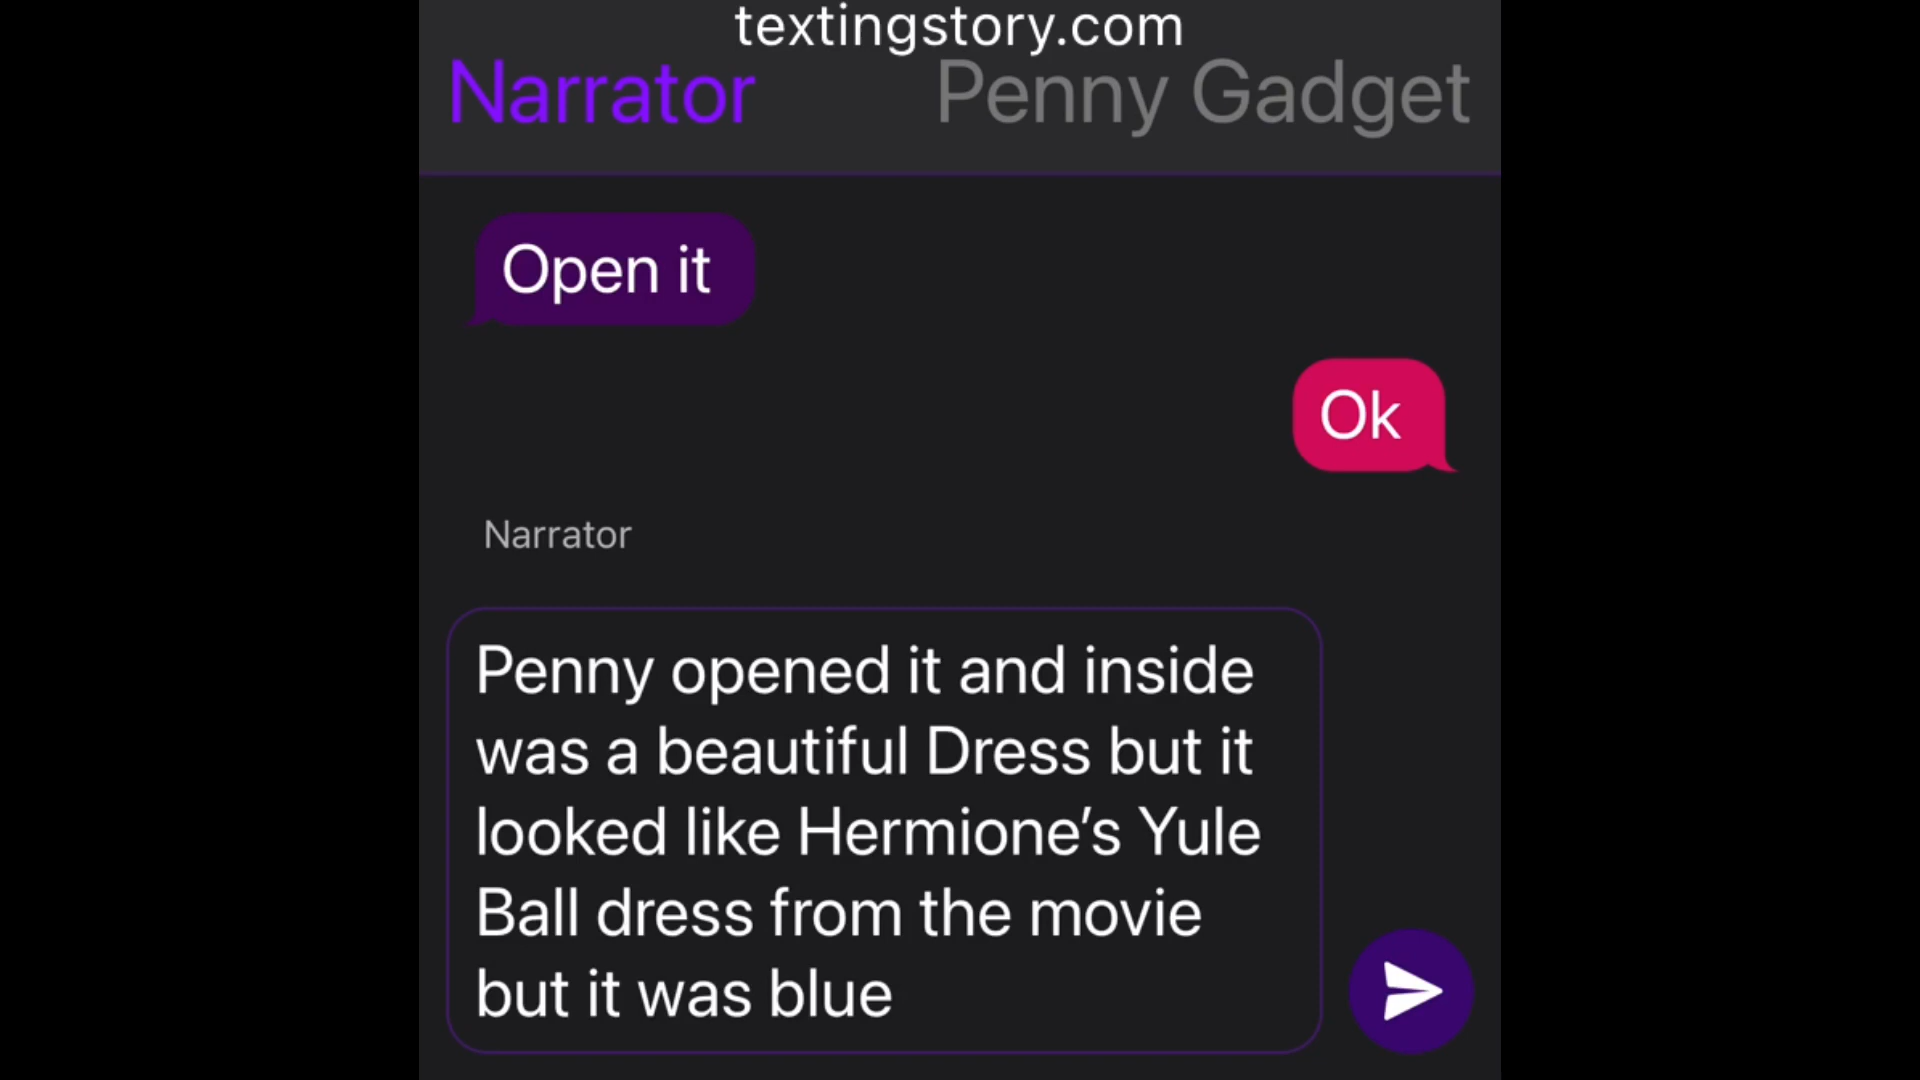 textingstory.com
Narrator Penny Gadget
Open it
Ok
Narrator
Penny opened it and inside
was a beautiful Dress but it
looked like Hermione’s Yule
Ball dress from the movie
but it was blue